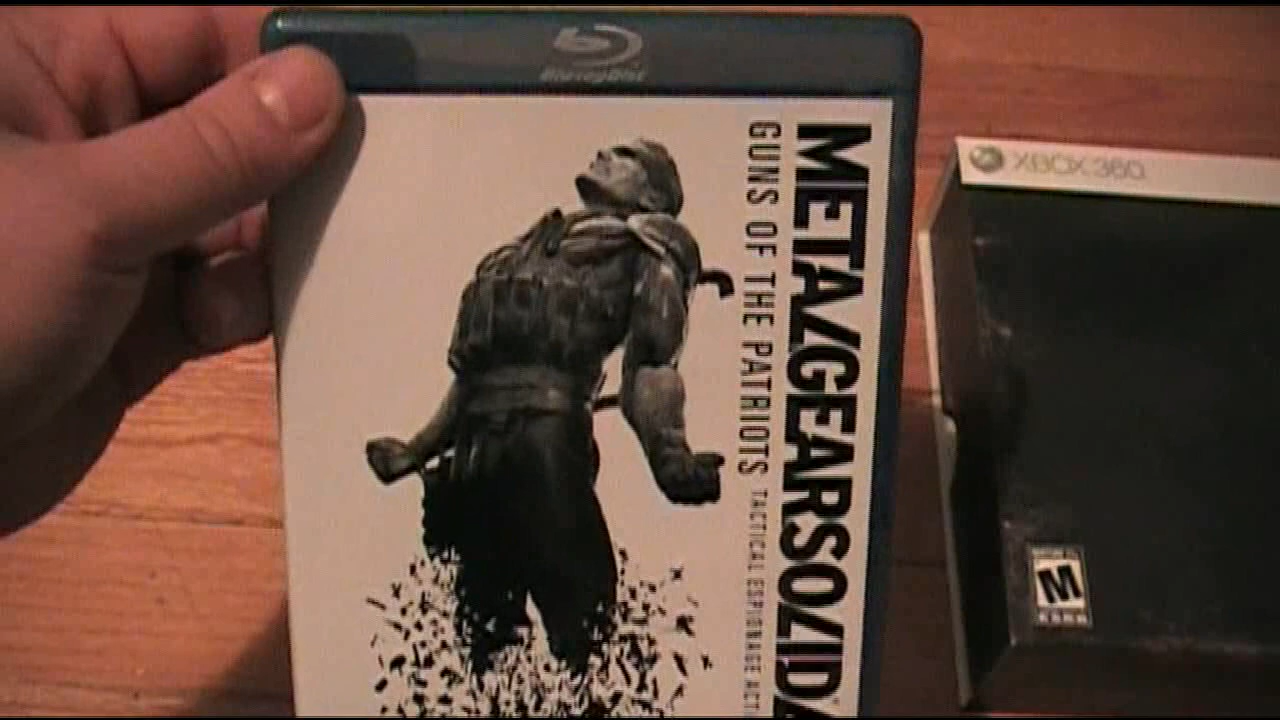 Blu-ray Disc
METAL GEAR SOLID 4
GUNS OF THE PATRIOTS TACTICAL ESPIONAGE ACTI
XBOX 360
M